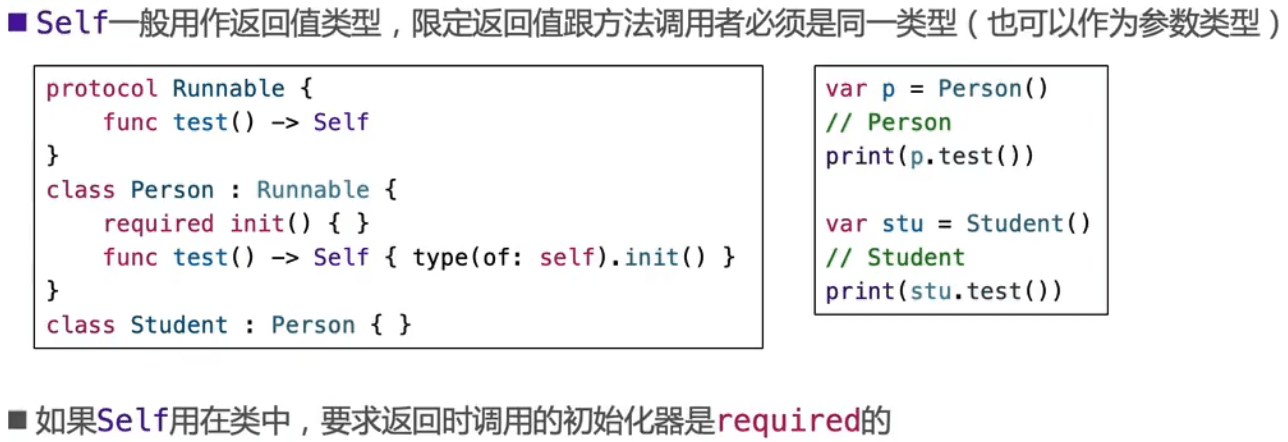 Self一般用作返回值类型，限定返回值跟方法调用者必须是同一类型（也可以作为参数类型）
protocol Runnable {
    func test() -> Self
}
class Person : Runnable {
    required init() { }
    func test() -> Self { type(of: self).init() }
}
class Student : Person { }
var p = Person()
// Person
print(p.test())
var stu = Student()
// Student
print(stu.test())
如果Self用在类中，要求返回时调用的初始化器是required的